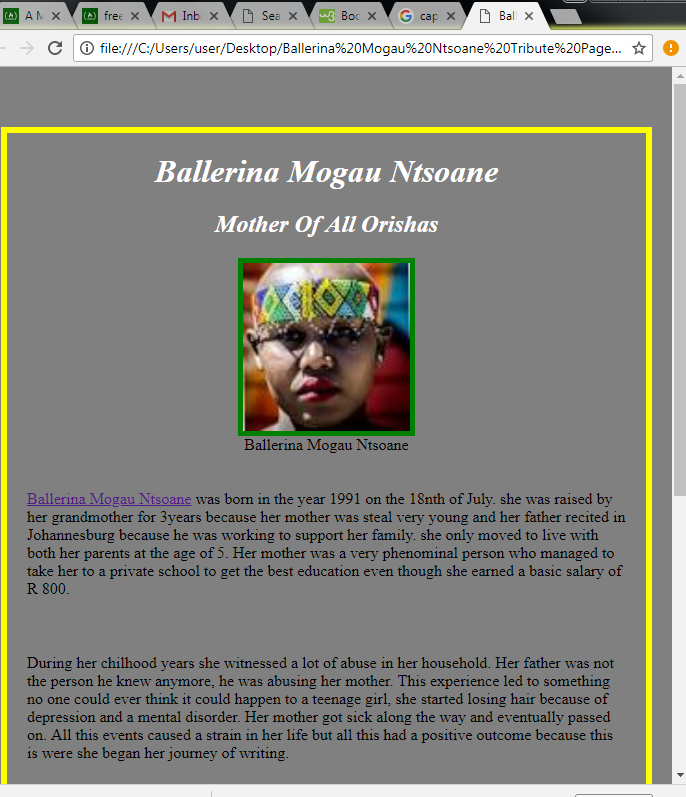 A M
free
Inb
Sea
Boc
cap
Bal
file:///C:/Users/user/Desktop/Ballerina%20Mogau%20Ntsoane%20Tribute%20Page...
Ballerina Mogau Ntsoane
Mother Of All Orishas
Ballerina Mogau Ntsoane
Ballerina Mogau Ntsoane was born in the year 1991 on the 18nth of July. she was raised by
her grandmother for 3years because her mother was steal very young and her father recited in
Johannesburg because he was working to support her family. she only moved to live with
both her parents at the age of 5. Her mother was a very phenominal person who managed to
take her to a private school to get the best education even though she earned a basic salary of
R 800.
During her chilhood years she witnessed a lot of abuse in her household. Her father was not
the person he knew anymore, he was abusing her mother. This experience led to something
no one could ever think it could happen to a teenage girl, she started losing hair because of
depression and a mental disorder. Her mother got sick along the way and eventually passed
on. All this events caused a strain in her life but all this had a positive outcome because this
is were she began her journey of writing.